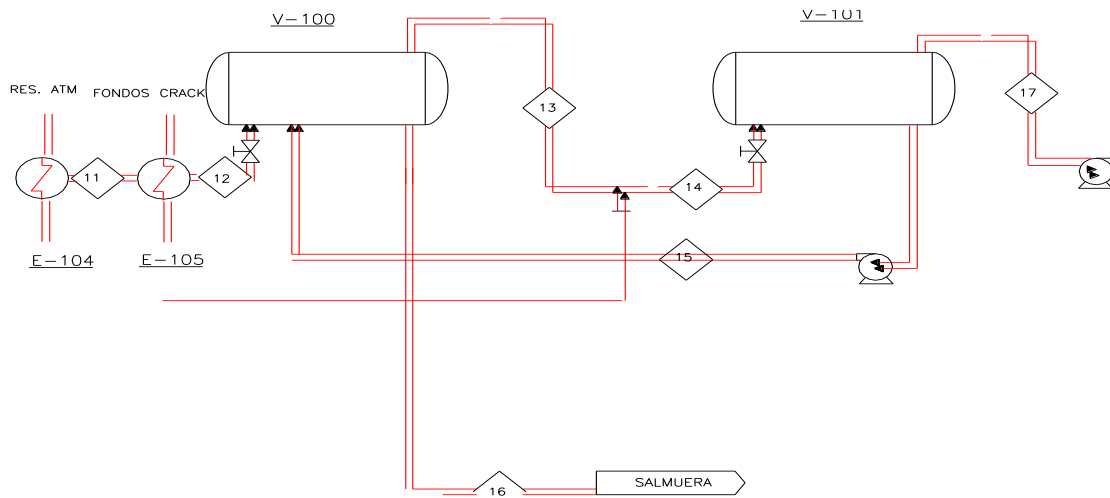 V-100
V-101
RES. ATM
FONDOS CRACK
17
13
11
12
14
E-104
E-105
15
16
SALMUERA